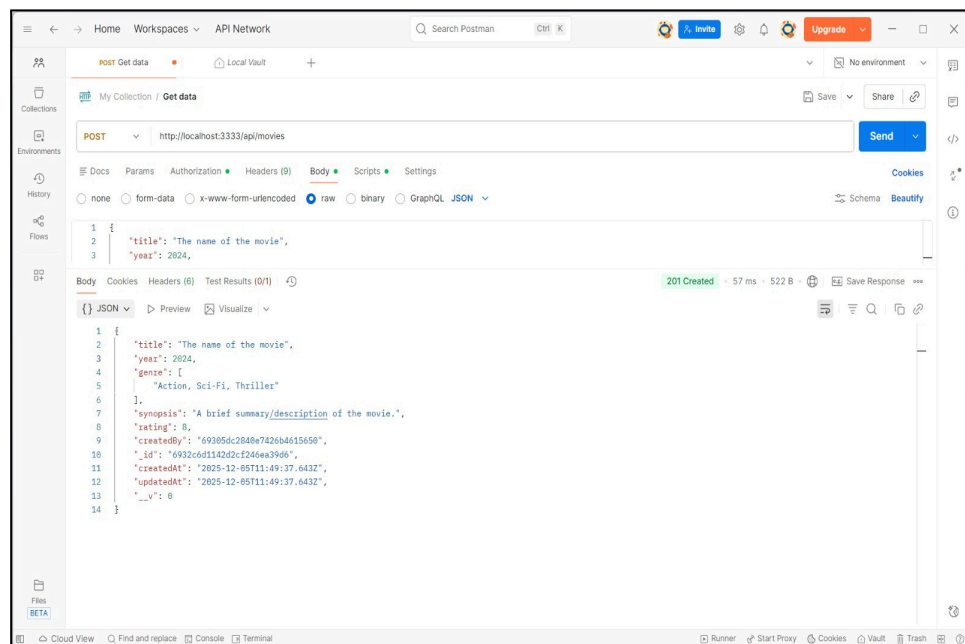 Home Workspaces API Network Search Postman Ctrl K Invite Upgrade
POST Get data Local Vault No environment
My Collection / Get data Save Share
Collections
POST http://localhost:3333/api/movies Send
Environments
Docs Params Authorization Headers (9) Body Scripts Settings Cookies
History
none form-data x-www-form-urlencoded raw binary GraphQL JSON Schema Beautify
Flows
1 {
2 "title": "The name of the movie",
3 "year": 2024,
Body Cookies Headers (6) Test Results (0/1) 201 Created 57 ms 522 B Save Response
{} JSON Preview Visualize
1 {
2 "title": "The name of the movie",
3 "year": 2024,
4 "genre": [
5 "Action, Sci-Fi, Thriller"
6 ],
7 "synopsis": "A brief summary/description of the movie.",
8 "rating": 8,
9 "createdBy": "69305dc2840e7426b4615650",
10 "_id": "6932c6d1142d2cf246ea39d6",
11 "createdAt": "2025-12-05T11:49:37.643Z",
12 "updatedAt": "2025-12-05T11:49:37.643Z",
13 "__v": 0
14 }
Files
BETA
Cloud View Find and replace Console Terminal Runner Start Proxy Cookies Vault Trash